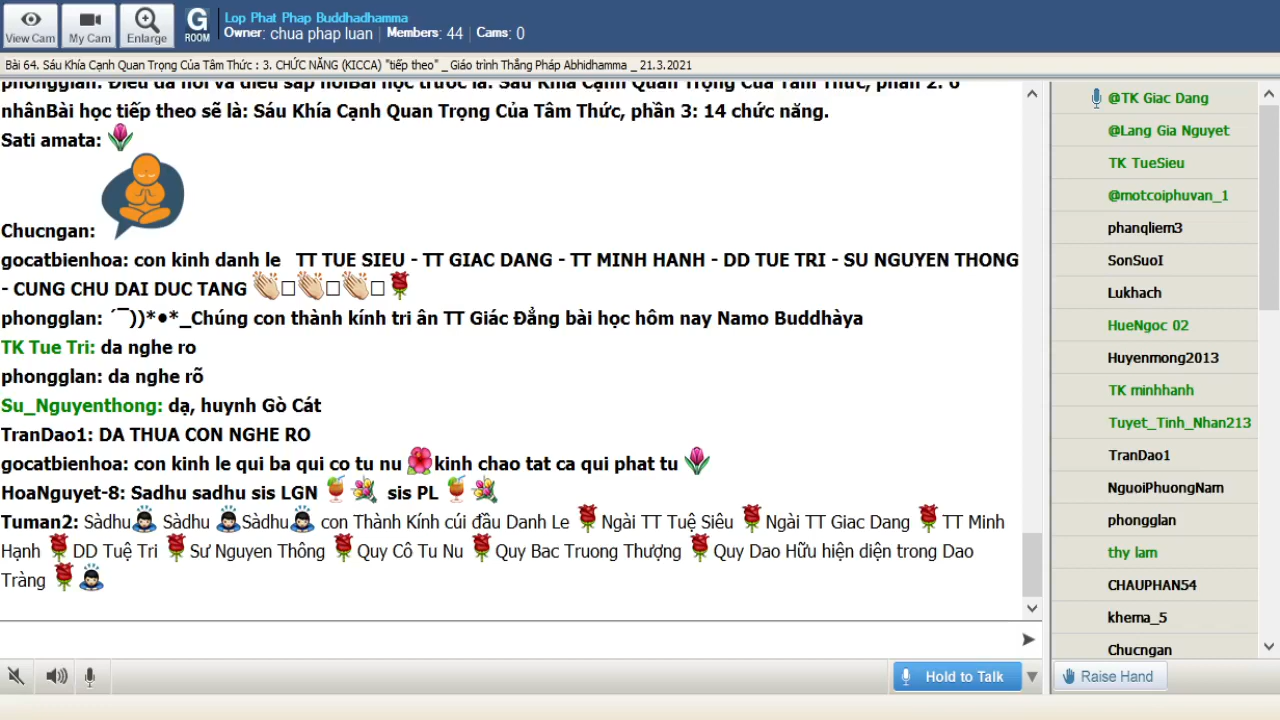 View Cam
My Cam
Enlarge
G
ROOM
Lop Phat Phap Buddhadhamma
Owner: chua phap luan | Members: 44 | Cams: 0
Bài 64. Sáu Khía Cạnh Quan Trọng Của Tâm Thức : 3. CHỨC NĂNG (KICCA) "tiếp theo" _ Giáo trình Thắng Pháp Abhidhamma _ 21.3.2021
nhânBài học tiếp theo sẽ là: Sáu Khía Cạnh Quan Trọng Của Tâm Thức, phần 3: 14 chức năng.
Sati amata:
Chucngan:
gocatbienhoa: con kinh danh le TT TUE SIEU - TT GIAC DANG - TT MINH HANH - DD TUE TRI - SU NGUYEN THONG
- CUNG CHU DAI DUC TANG
phongglan: ´¯))*•*_Chúng con thành kính tri ân TT Giác Đẳng bài học hôm nay Namo Buddhàya
TK Tue Tri: da nghe ro
phongglan: da nghe rõ
Su_Nguyenthong: dạ, huynh Gò Cát
TranDao1: DA THUA CON NGHE RO
gocatbienhoa: con kinh le qui ba qui co tu nu kinh chao tat ca qui phat tu
HoaNguyet-8: Sadhu sadhu sis LGN sis PL
Tuman2: Sàdhu Sàdhu Sàdhu con Thành Kính cúi đầu Danh Le Ngài TT Tuệ Siêu Ngài TT Giac Dang TT Minh
Hạnh DD Tuệ Tri Sư Nguyen Thông Quy Cô Tu Nu Quy Bac Truong Thượng Quy Dao Hữu hiện diện trong Dao
Tràng
Hold to Talk
@TK Giac Dang
@Lang Gia Nguyet
TK TueSieu
@motcoiphuvan_1
phanqliem3
SonSuoI
Lukhach
HueNgoc 02
Huyenmong2013
TK minhhanh
Tuyet_Tinh_Nhan213
TranDao1
NguoiPhuongNam
phongglan
thy lam
CHAUPHAN54
khema_5
Chucngan
Raise Hand